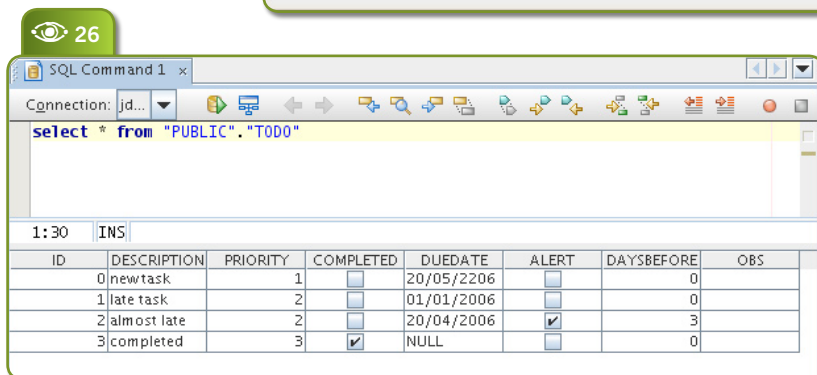 26
SQL Command 1 x
Connection: jd...
select * from "PUBLIC"."TODO"
1:30 INS
ID DESCRIPTION PRIORITY COMPLETED DUEDATE ALERT DAYSBEFORE OBS
0 new task 1 20/05/2206 0
1 late task 2 01/01/2006 0
2 almost late 2 20/04/2006 3
3 completed 3 NULL 0